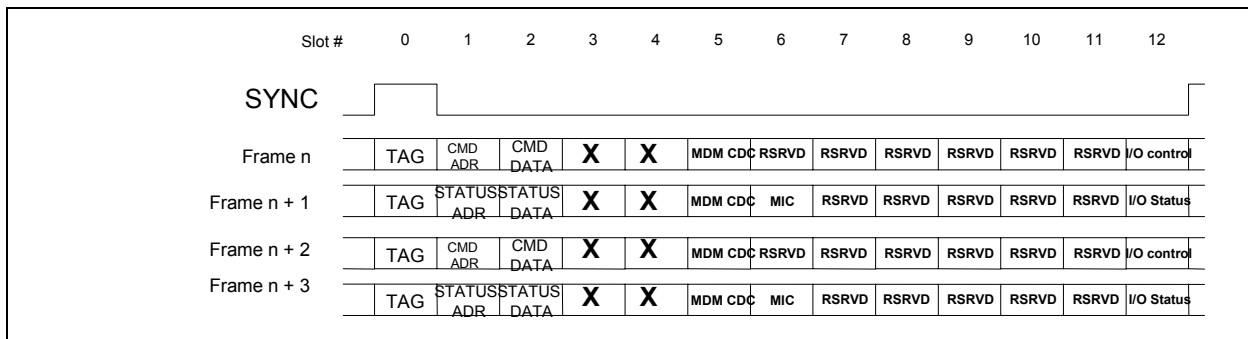 Slot # 0 1 2 3 4 5 6 7 8 9 10 11 12
SYNC
Frame n TAG CMD ADR CMD DATA X X MDM CDC RSRVD RSRVD RSRVD RSRVD RSRVD RSRVD I/O control
Frame n + 1 TAG STATUS ADR STATUS DATA X X MDM CDC MIC RSRVD RSRVD RSRVD RSRVD RSRVD I/O Status
Frame n + 2 TAG CMD ADR CMD DATA X X MDM CDC RSRVD RSRVD RSRVD RSRVD RSRVD RSRVD I/O control
Frame n + 3 TAG STATUS ADR STATUS DATA X X MDM CDC MIC RSRVD RSRVD RSRVD RSRVD RSRVD I/O Status